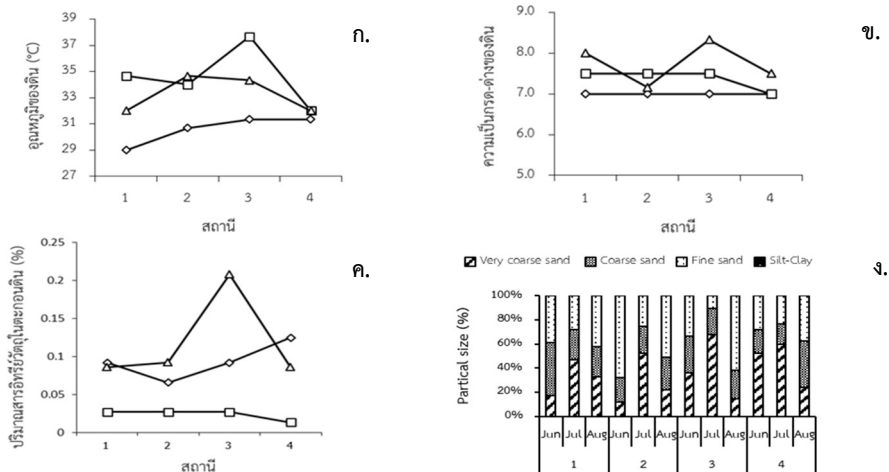 39
37
35
33
31
29
27
อุณหภูมิของดิน (°C)
1 2 3 4
สถานี
ก.
9.0
8.0
7.0
6.0
5.0
ความเป็นกรด-ด่างของดิน
1 2 3 4
สถานี
ข.
0.25
0.2
0.15
0.1
0.05
0
ปริมาณสารอินทรีย์วัตถุในตะกอนดิน (%)
1 2 3 4
สถานี
ค.
Very coarse sand Coarse sand Fine sand Silt-Clay
ง.
100%
80%
60%
40%
20%
0%
Partical size (%)
Jun Jul Aug Jun Jul Aug Jun Jul Aug Jun Jul Aug
1 2 3 4